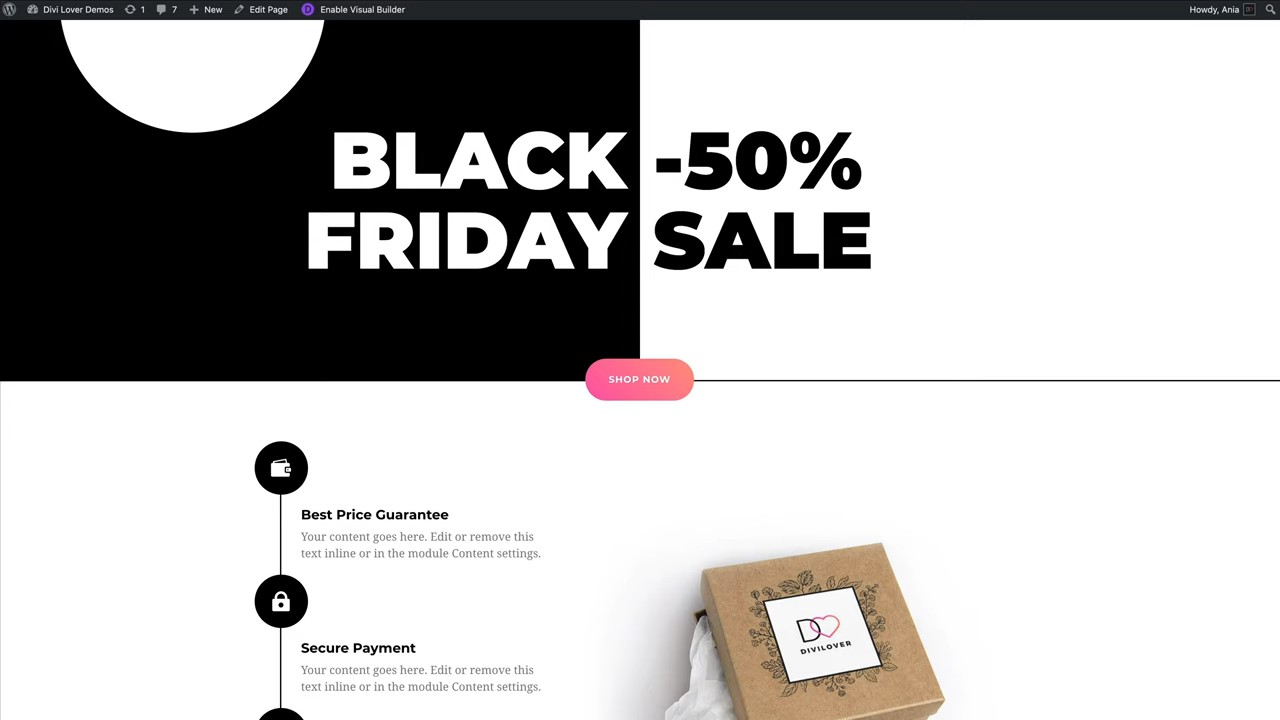 Divi Lover Demos 1 7 New Edit Page Enable Visual Builder Howdy, Ania
BLACK -50%
FRIDAY SALE
SHOP NOW
Best Price Guarantee
Your content goes here. Edit or remove this
text inline or in the module Content settings.
DIVILOVER
Secure Payment
Your content goes here. Edit or remove this
text inline or in the module Content settings.